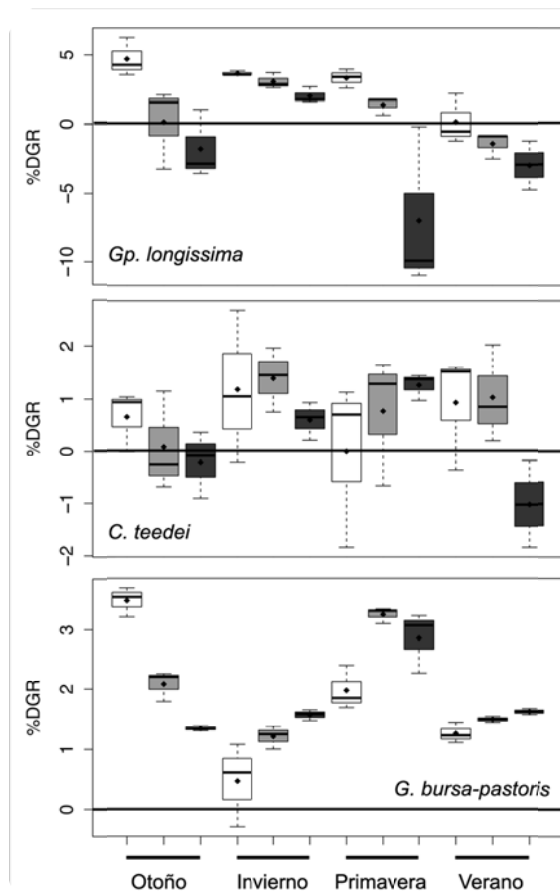 5
0
−5
−10
%DGR
Gp. longissima
2
1
0
−1
−2
%DGR
C. teedei
3
2
1
0
%DGR
G. bursa-pastoris
Otoño Invierno Primavera Verano